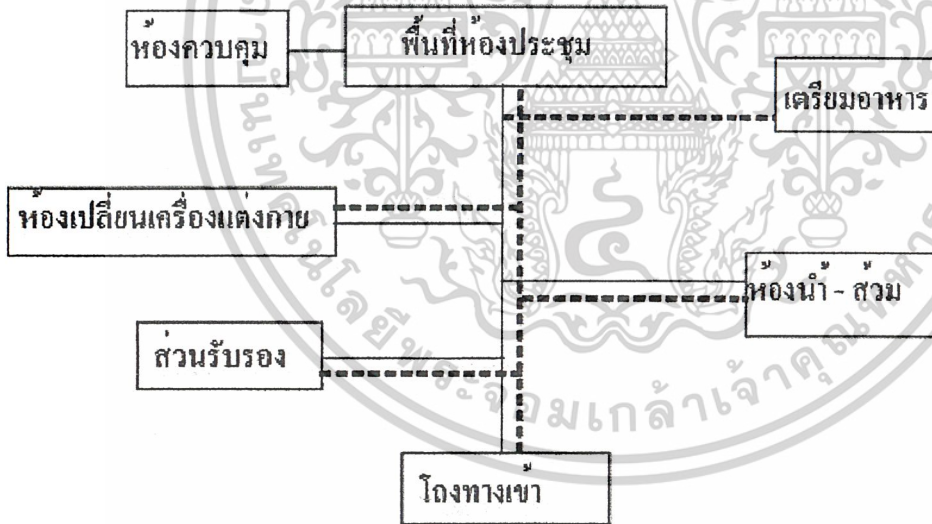 ห้องควบคุม
พื้นที่ห้องประชุม
เตรียมอาหาร
ห้องเปลี่ยนเครื่องแต่งกาย
ห้องน้ำ - ส้วม
ส่วนรับรอง
โถงทางเข้า